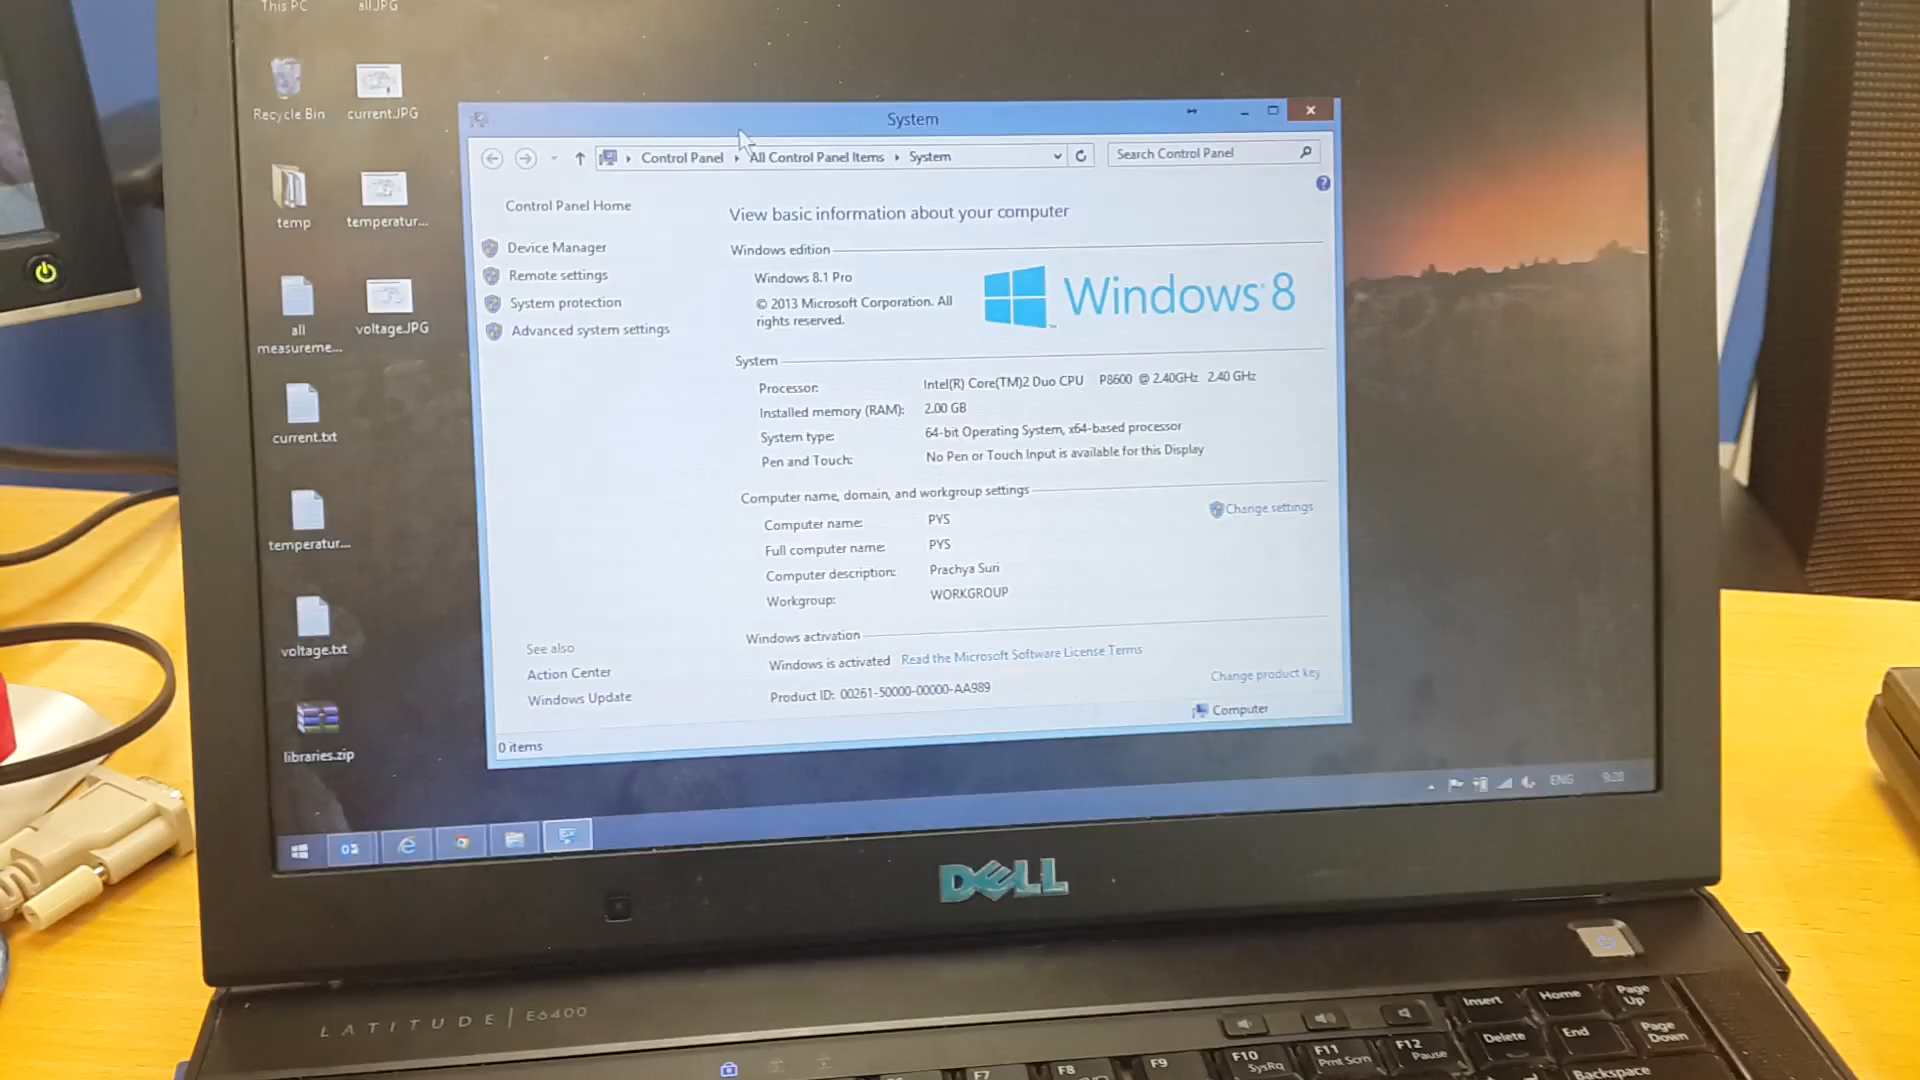 This PC
all.JPG
Recycle Bin
current.JPG
temp
temperatur...
all
measureme...
voltage.JPG
current.txt
temperatur...
voltage.txt
libraries.zip
System
Control Panel
All Control Panel Items
System
Search Control Panel
Control Panel Home
Device Manager
Remote settings
System protection
Advanced system settings
See also
Action Center
Windows Update
0 items
View basic information about your computer
Windows edition
Windows 8.1 Pro
© 2013 Microsoft Corporation. All
rights reserved.
Windows 8
System
Processor: Intel(R) Core(TM)2 Duo CPU P8600 @ 2.40GHz 2.40 GHz
Installed memory (RAM): 2.00 GB
System type: 64-bit Operating System, x64-based processor
Pen and Touch: No Pen or Touch Input is available for this Display
Computer name, domain, and workgroup settings
Computer name: PYS
Change settings
Full computer name: PYS
Computer description: Prachya Suri
Workgroup: WORKGROUP
Windows activation
Windows is activated Read the Microsoft Software License Terms
Product ID: 00261-50000-00000-AA989
Change product key
Computer
ENG
9:28
DELL
LATITUDE | E6400
Insert
Home
Page
Up
Delete
End
Page
Down
Backspace
F7
F8
F9
F10
SysRq
F11
Prnt Scrn
F12
Pause